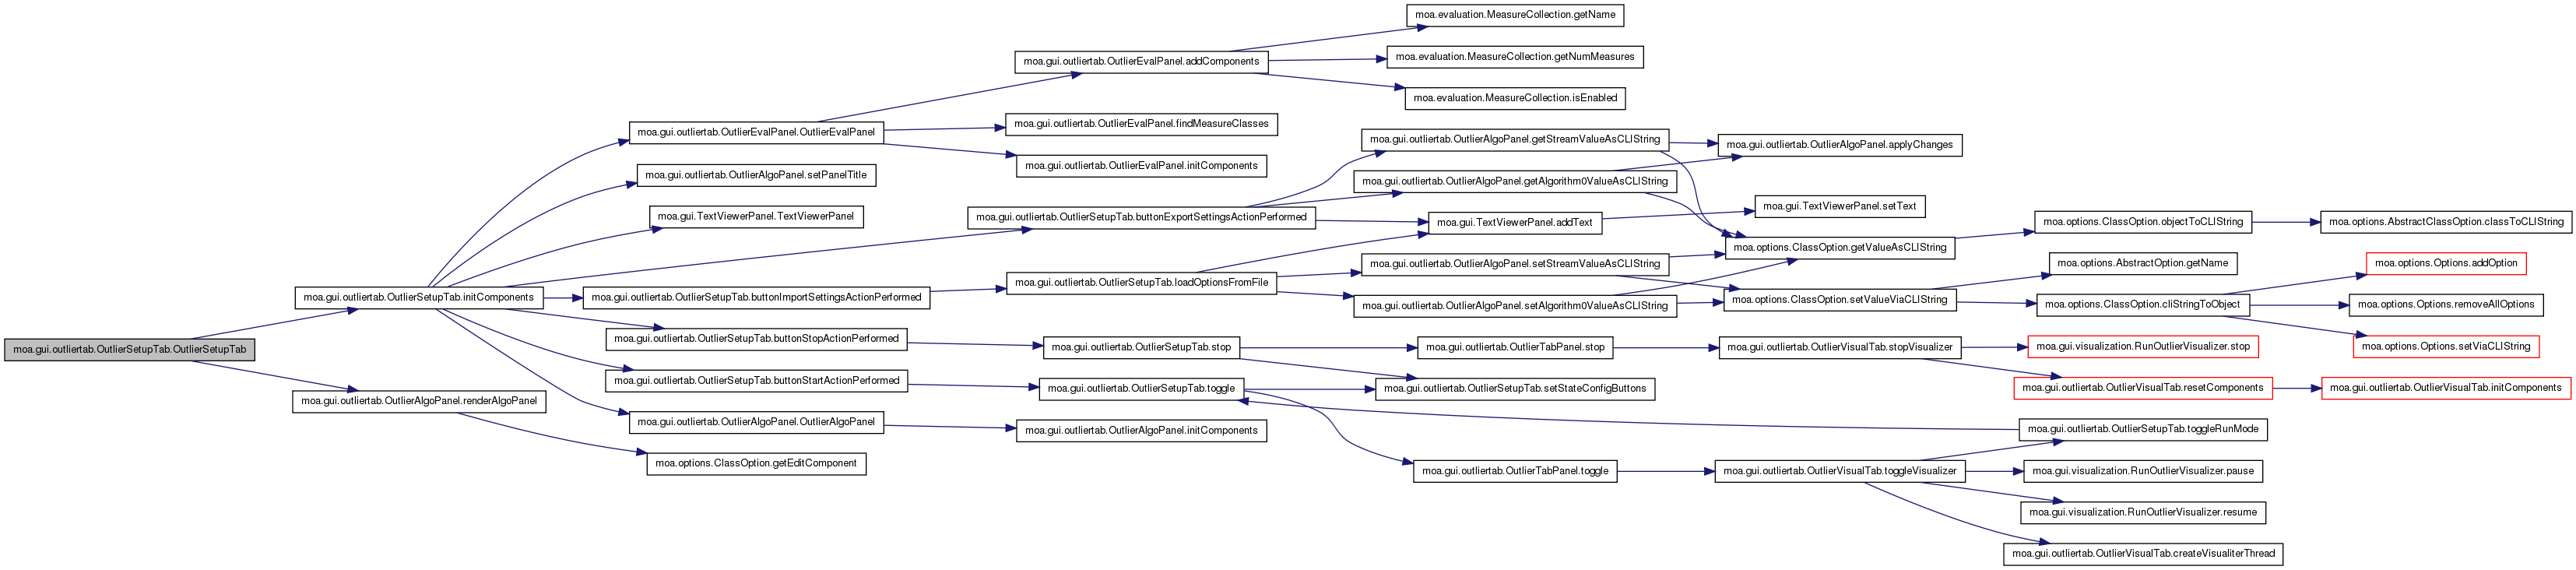 moa.evaluation.MeasureCollection.getName
moa.evaluation.MeasureCollection.getNumMeasures
moa.gui.outliertab.OutlierEvalPanel.addComponents
moa.evaluation.MeasureCollection.isEnabled
moa.gui.outliertab.OutlierEvalPanel.OutlierEvalPanel
moa.gui.outliertab.OutlierEvalPanel.findMeasureClasses
moa.gui.outliertab.OutlierEvalPanel.initComponents
moa.gui.outliertab.OutlierAlgoPanel.getStreamValueAsCLIString
moa.gui.outliertab.OutlierAlgoPanel.applyChanges
moa.gui.outliertab.OutlierAlgoPanel.setPanelTitle
moa.gui.outliertab.OutlierAlgoPanel.getAlgorithm0ValueAsCLIString
moa.gui.TextViewerPanel.TextViewerPanel
moa.gui.outliertab.OutlierSetupTab.buttonExportSettingsActionPerformed
moa.gui.TextViewerPanel.addText
moa.gui.TextViewerPanel.setText
moa.options.ClassOption.objectToCLIString
moa.options.AbstractClassOption.classToCLIString
moa.options.ClassOption.getValueAsCLIString
moa.gui.outliertab.OutlierAlgoPanel.setStreamValueAsCLIString
moa.options.AbstractOption.getName
moa.options.Options.addOption
moa.gui.outliertab.OutlierSetupTab.initComponents
moa.gui.outliertab.OutlierSetupTab.buttonImportSettingsActionPerformed
moa.gui.outliertab.OutlierSetupTab.loadOptionsFromFile
moa.gui.outliertab.OutlierAlgoPanel.setAlgorithm0ValueAsCLIString
moa.options.ClassOption.setValueViaCLIString
moa.options.ClassOption.cliStringToObject
moa.options.Options.removeAllOptions
moa.gui.outliertab.OutlierSetupTab.OutlierSetupTab
moa.gui.outliertab.OutlierSetupTab.buttonStopActionPerformed
moa.gui.outliertab.OutlierSetupTab.stop
moa.gui.outliertab.OutlierTabPanel.stop
moa.gui.outliertab.OutlierVisualTab.stopVisualizer
moa.gui.visualization.RunOutlierVisualizer.stop
moa.options.Options.setViaCLIString
moa.gui.outliertab.OutlierSetupTab.buttonStartActionPerformed
moa.gui.outliertab.OutlierSetupTab.toggle
moa.gui.outliertab.OutlierSetupTab.setStateConfigButtons
moa.gui.outliertab.OutlierVisualTab.resetComponents
moa.gui.outliertab.OutlierVisualTab.initComponents
moa.gui.outliertab.OutlierAlgoPanel.renderAlgoPanel
moa.gui.outliertab.OutlierAlgoPanel.OutlierAlgoPanel
moa.gui.outliertab.OutlierAlgoPanel.initComponents
moa.gui.outliertab.OutlierSetupTab.toggleRunMode
moa.options.ClassOption.getEditComponent
moa.gui.outliertab.OutlierTabPanel.toggle
moa.gui.outliertab.OutlierVisualTab.toggleVisualizer
moa.gui.visualization.RunOutlierVisualizer.pause
moa.gui.visualization.RunOutlierVisualizer.resume
moa.gui.outliertab.OutlierVisualTab.createVisualiterThread